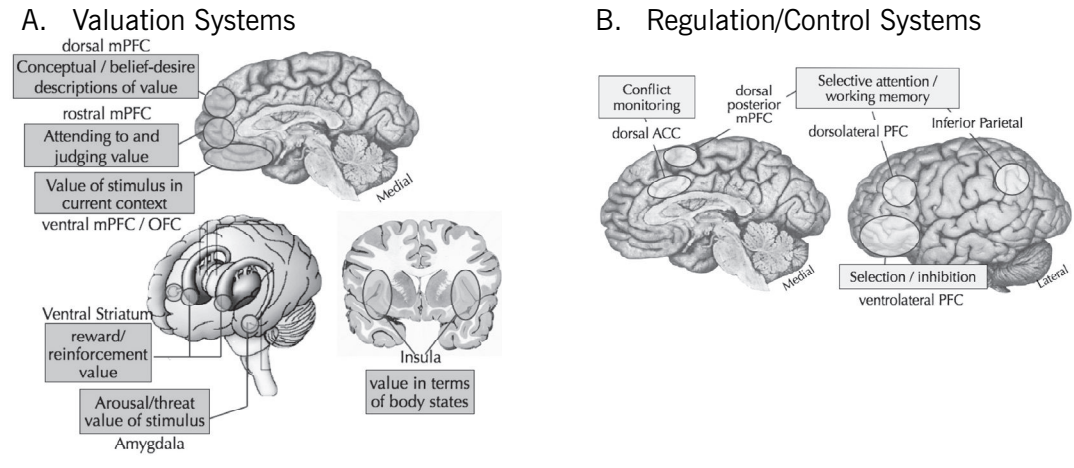 A. Valuation Systems
dorsal mPFC
Conceptual / belief-desire
descriptions of value
rostral mPFC
Attending to and
judging value
Value of stimulus in
current context
ventral mPFC / OFC
Medial
Ventral Striatum
reward/
reinforcement
value
Arousal/threat
value of stimulus
Amygdala
Insula
value in terms
of body states
B. Regulation/Control Systems
Conflict
monitoring
dorsal ACC
dorsal
posterior
mPFC
Selective attention /
working memory
dorsolateral PFC
Inferior Parietal
Medial
Selection / inhibition
ventrolateral PFC
Lateral